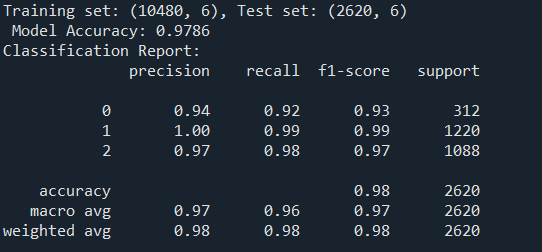 Training set: (10480, 6), Test set: (2620, 6)
Model Accuracy: 0.9786
Classification Report:
precision recall f1-score support
0 0.94 0.92 0.93 312
1 1.00 0.99 0.99 1220
2 0.97 0.98 0.97 1088
accuracy 0.98 2620
macro avg 0.97 0.96 0.97 2620
weighted avg 0.98 0.98 0.98 2620